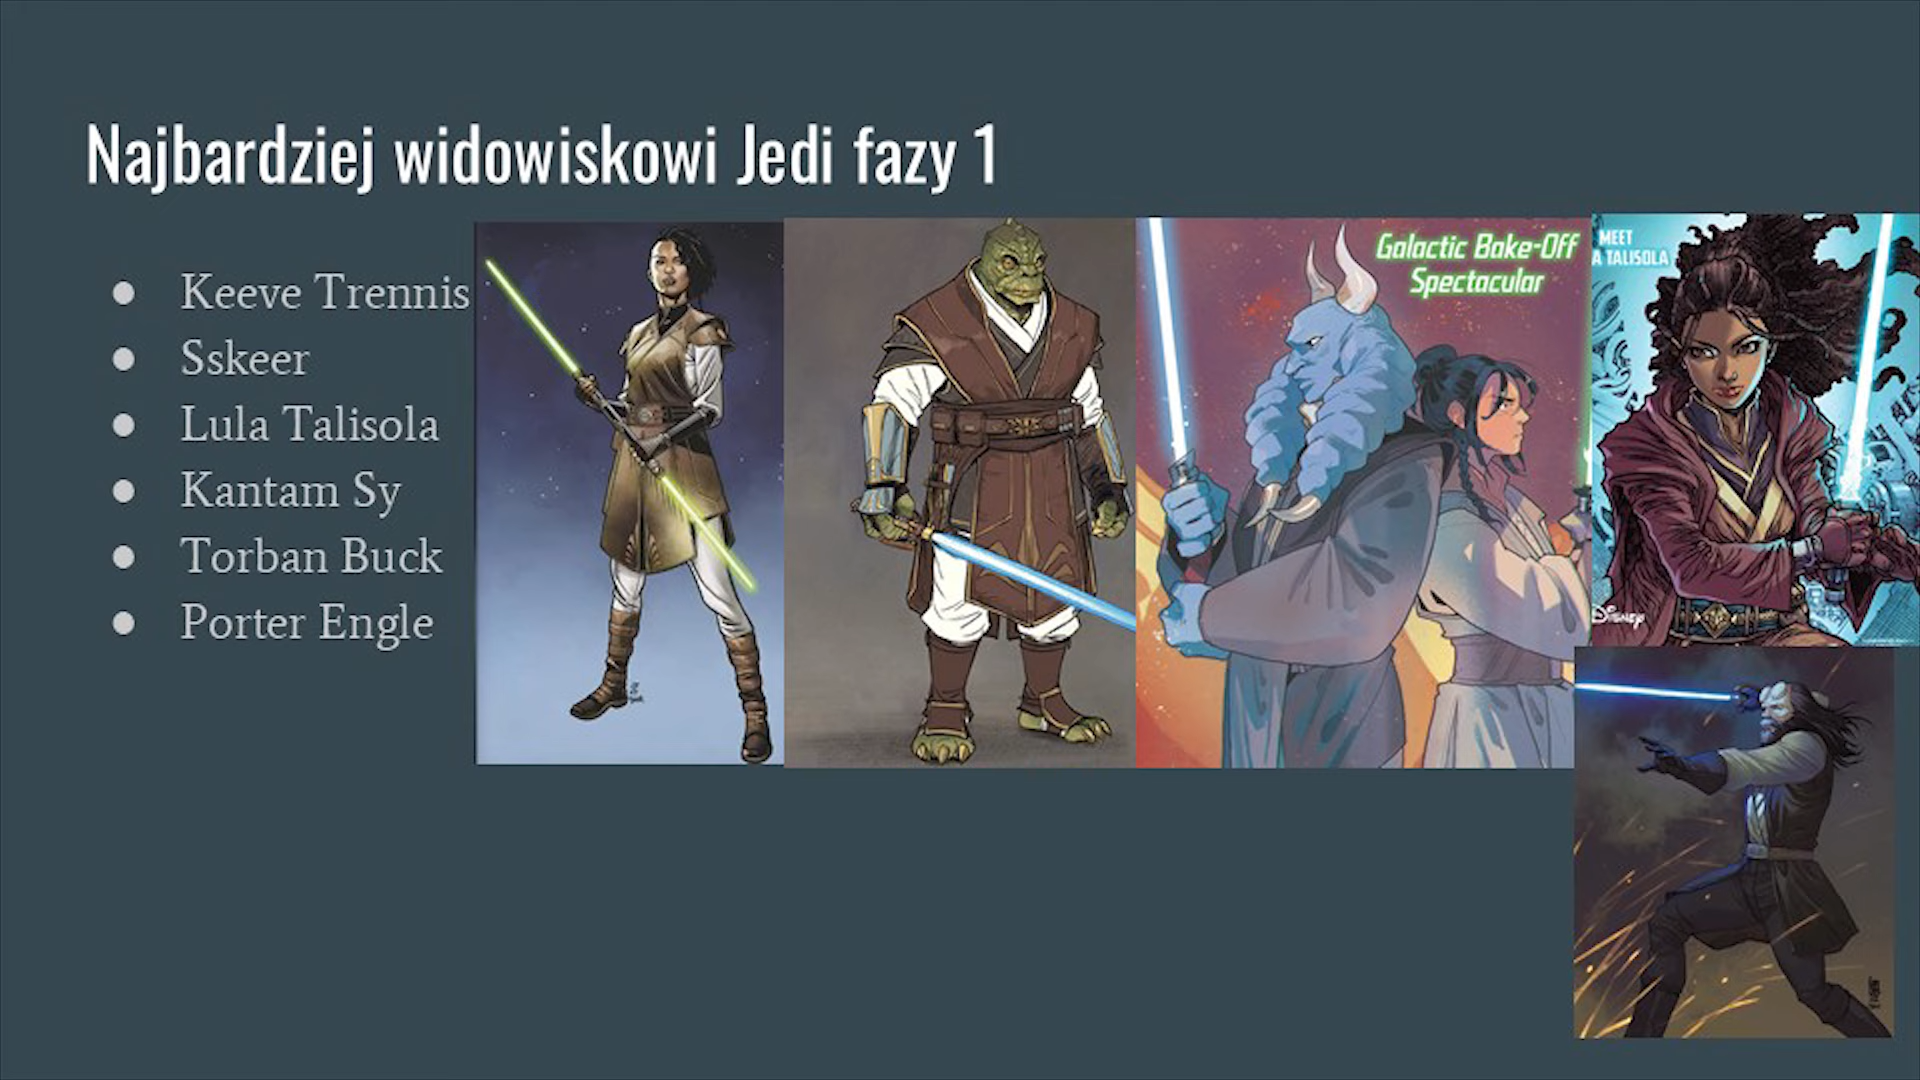 Najbardziej widowiskowi Jedi fazy 1
Keeve Trennis
Sskeer
Lula Talisola
Kantam Sy
Torban Buck
Porter Engle
Galactic Bake-Off
Spectacular
MEET
A TALISOLA
Disney